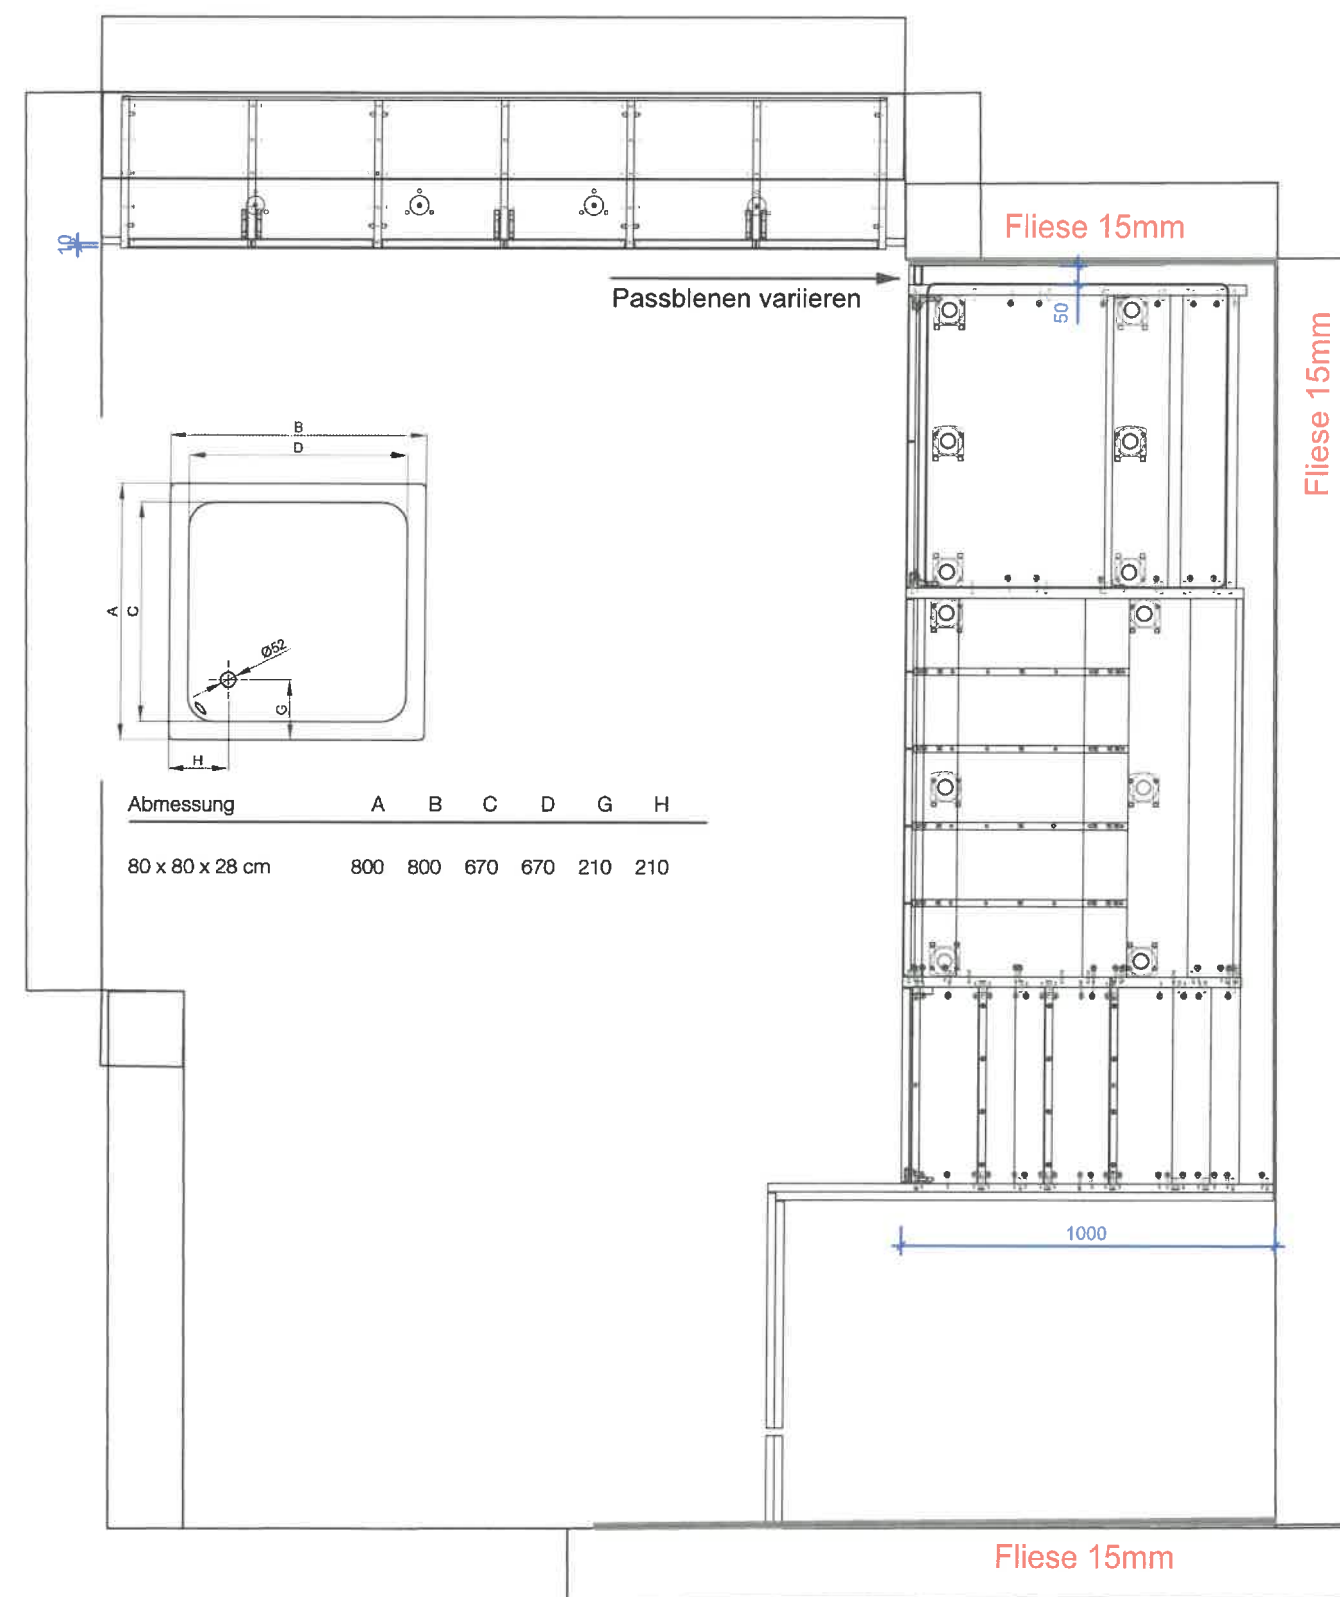 Fliese 15mm
10
Passblenen variieren
50
Fliese 15mm
B
D
A
C
Ø52
G
H
Abmessung A B C D G H
80 x 80 x 28 cm 800 800 670 670 210 210
1000
Fliese 15mm